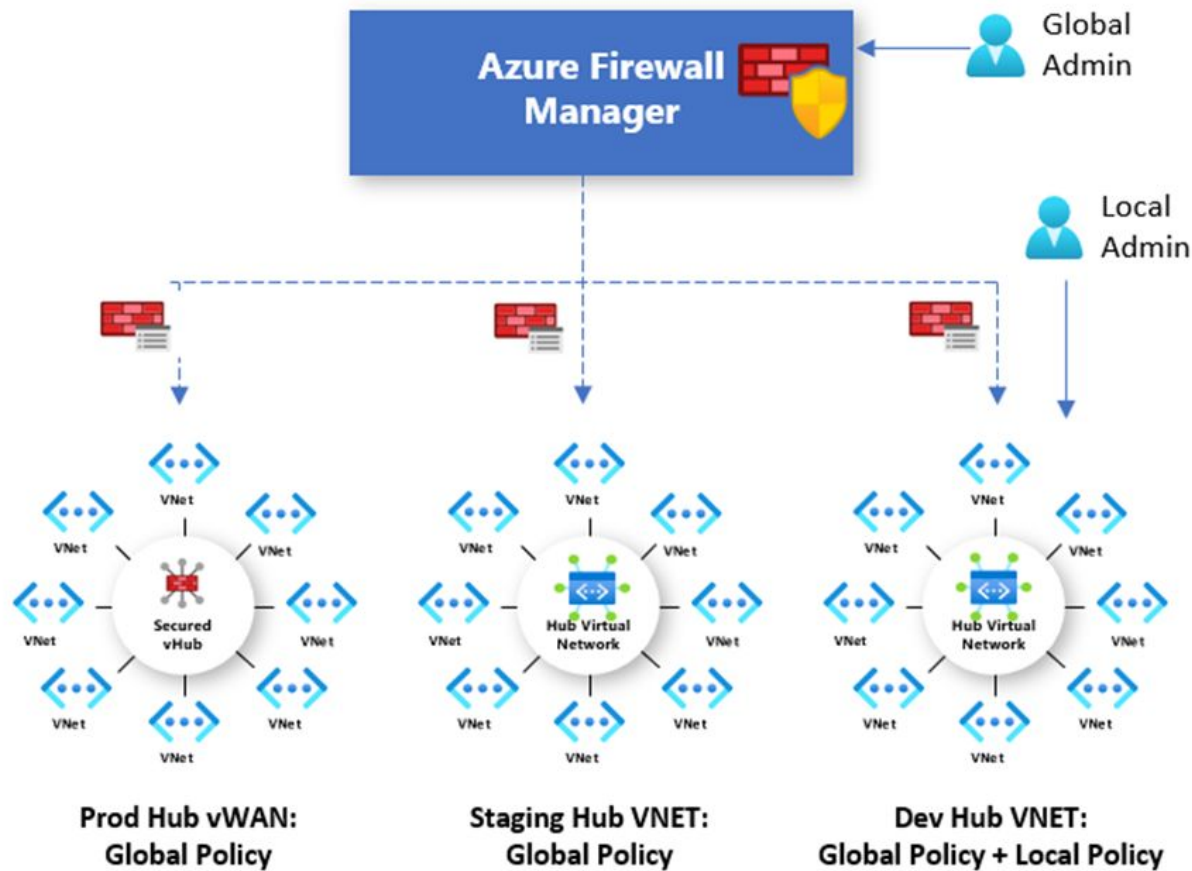 Azure Firewall
Manager
Global
Admin
Local
Admin
VNet
VNet
VNet
VNet
VNet
VNet
VNet
VNet
Secured
vHub
VNet
VNet
VNet
VNet
VNet
VNet
VNet
VNet
Hub Virtual
Network
VNet
VNet
VNet
VNet
VNet
VNet
VNet
VNet
Hub Virtual
Network
Prod Hub vWAN:
Global Policy
Staging Hub VNET:
Global Policy
Dev Hub VNET:
Global Policy + Local Policy